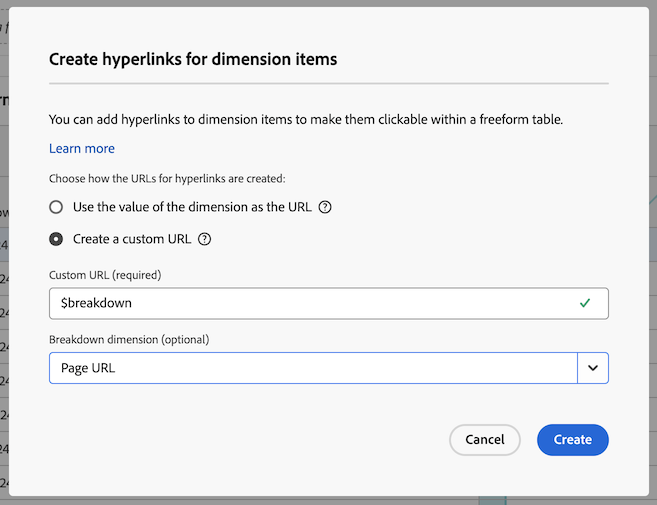 Create hyperlinks for dimension items
You can add hyperlinks to dimension items to make them clickable within a freeform table.
Learn more
Choose how the URLs for hyperlinks are created:
Use the value of the dimension as the URL ?
Create a custom URL ?
Custom URL (required)
$breakdown
Breakdown dimension (optional)
Page URL
Cancel Create